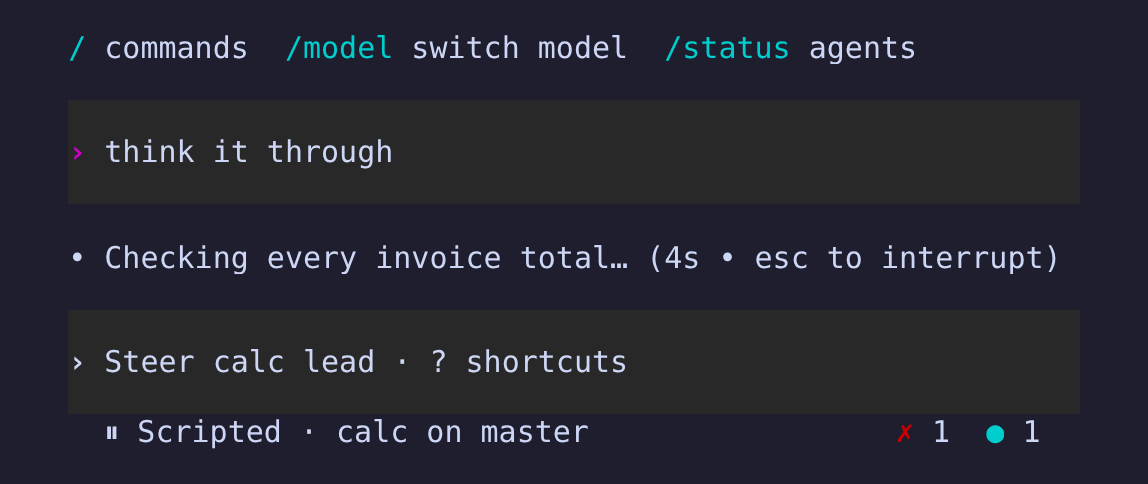 / commands  /model switch model  /status agents
› think it through
• Checking every invoice total… (4s • esc to interrupt)
› Steer calc lead · ? shortcuts
⏸ Scripted · calc on master  ✗ 1  ● 1